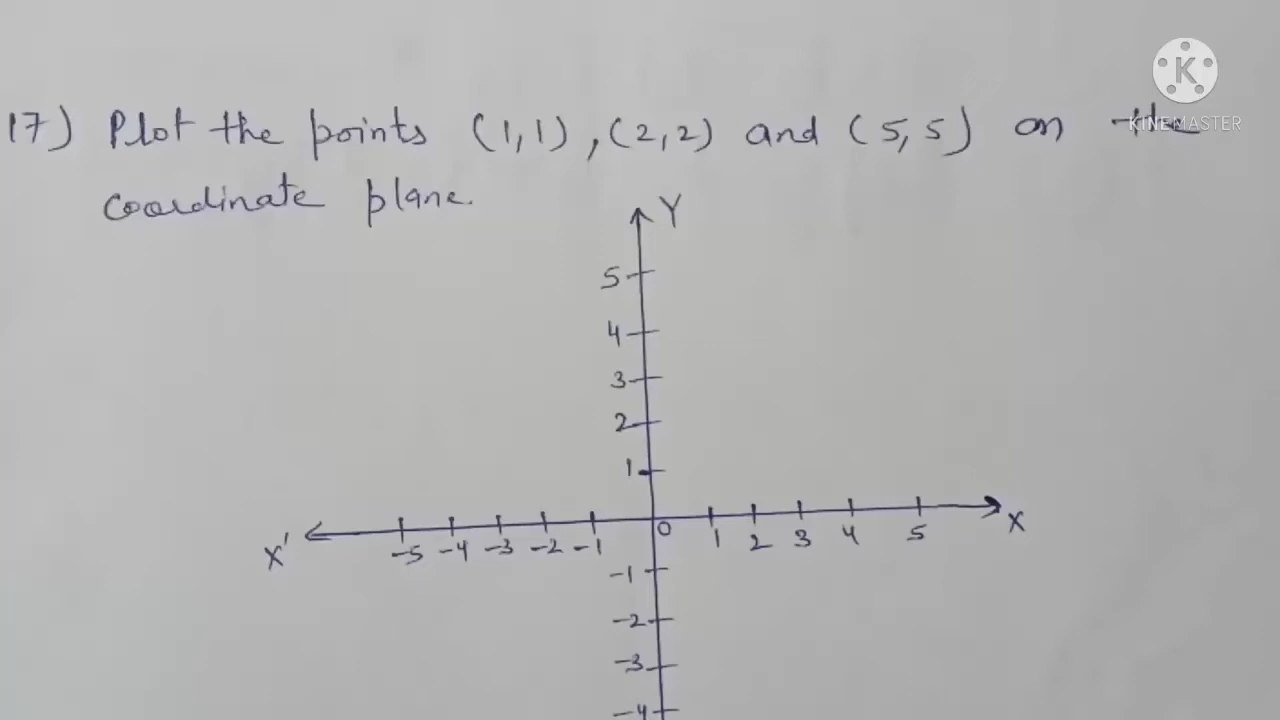 K
KINEMASTER
17) Plot the points (1,1), (2,2) and (5,5) on the
coordinate plane.
Y
5
4
3
2
1
X' -5 -4 -3 -2 -1 0 1 2 3 4 5 X
-1
-2
-3
-4